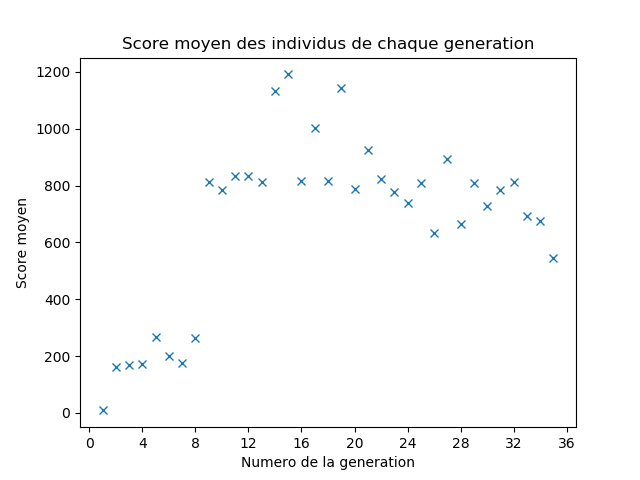 Score moyen des individus de chaque generation
1200
1000
800
600
400
200
0
Score moyen
0 4 8 12 16 20 24 28 32 36
Numero de la generation